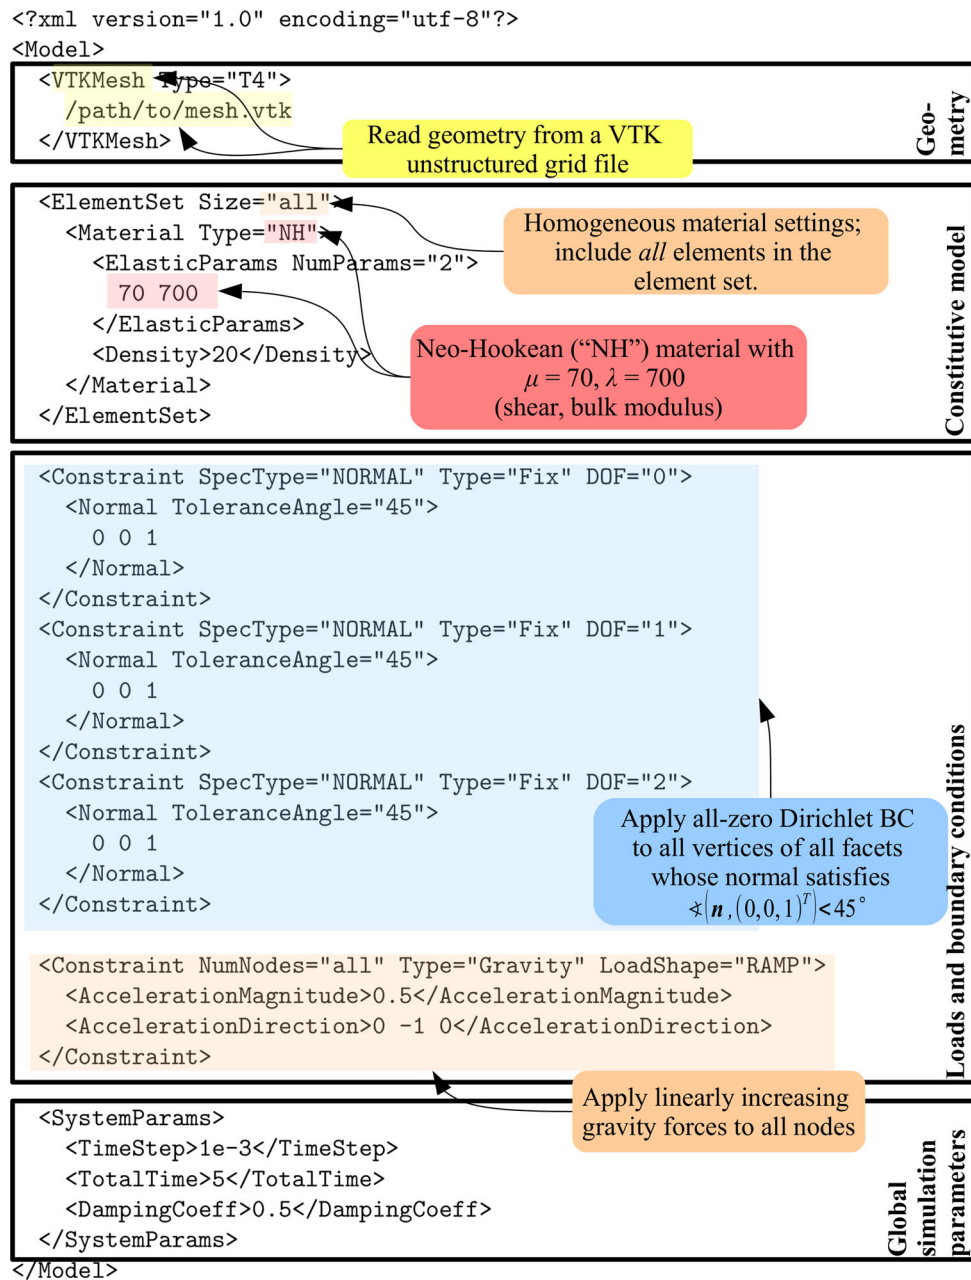 <?xml version="1.0" encoding="utf-8"?>
<Model>
<VTKMesh Type="T4">
/path/to/mesh.vtk
</VTKMesh>
Read geometry from a VTK
unstructured grid file
Geo-
metry
<ElementSet Size="all">
<Material Type="NH">
<ElasticParams NumParams="2">
70 700
</ElasticParams>
<Density>20</Density>
</Material>
</ElementSet>
Homogeneous material settings;
include all elements in the
element set.
Neo-Hookean (“NH”) material with
μ = 70, λ = 700
(shear, bulk modulus)
Constitutive model
<Constraint SpecType="NORMAL" Type="Fix" DOF="0">
<Normal ToleranceAngle="45">
0 0 1
</Normal>
</Constraint>
<Constraint SpecType="NORMAL" Type="Fix" DOF="1">
<Normal ToleranceAngle="45">
0 0 1
</Normal>
</Constraint>
<Constraint SpecType="NORMAL" Type="Fix" DOF="2">
<Normal ToleranceAngle="45">
0 0 1
</Normal>
</Constraint>
Apply all-zero Dirichlet BC
to all vertices of all facets
whose normal satisfies
∢(n,(0,0,1)ᵀ)<45°
<Constraint NumNodes="all" Type="Gravity" LoadShape="RAMP">
<AccelerationMagnitude>0.5</AccelerationMagnitude>
<AccelerationDirection>0 -1 0</AccelerationDirection>
</Constraint>
Apply linearly increasing
gravity forces to all nodes
Loads and boundary conditions
<SystemParams>
<TimeStep>1e-3</TimeStep>
<TotalTime>5</TotalTime>
<DampingCoeff>0.5</DampingCoeff>
</SystemParams>
Global
simulation
parameters
</Model>